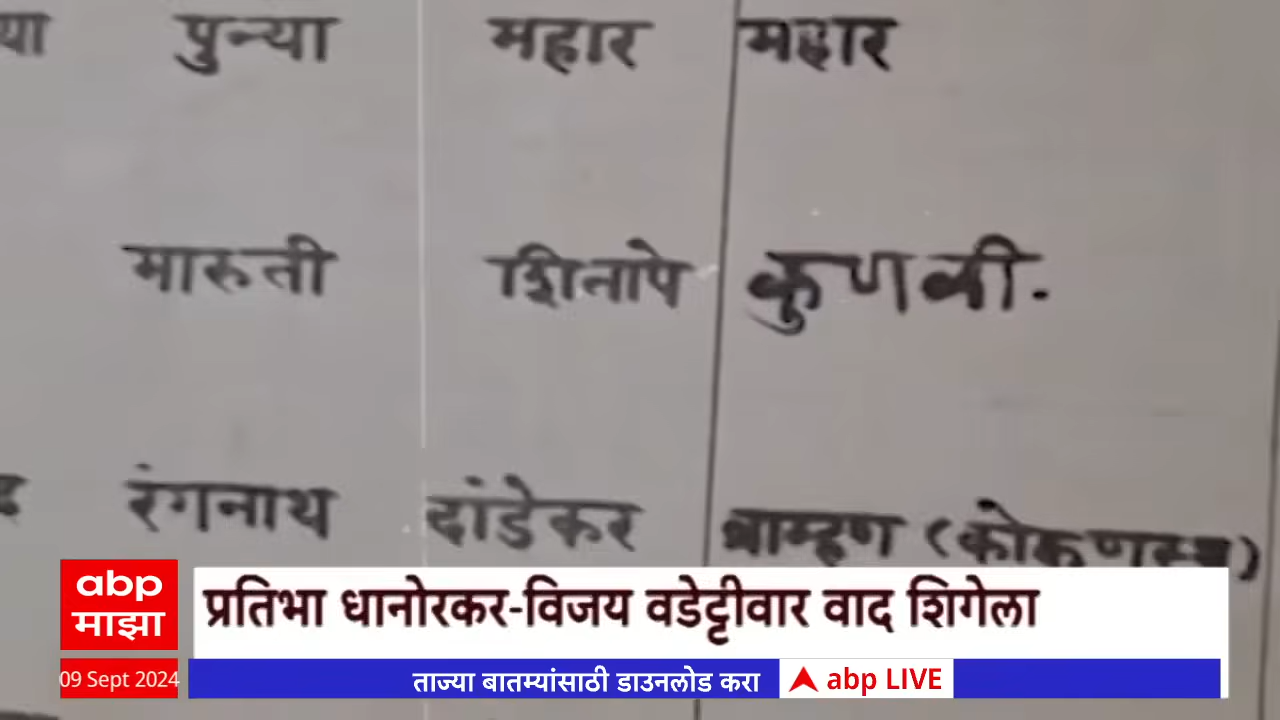 या पुन्या महार महार
मारुती शिनापे कुणबी.
रंगनाथ दांडेकर ब्राम्हण (कोकणस्थ)
abp माझा
प्रतिभा धानोरकर-विजय वडेट्टीवार वाद शिगेला
09 Sept 2024
ताज्या बातम्यांसाठी डाउनलोड करा abp LIVE